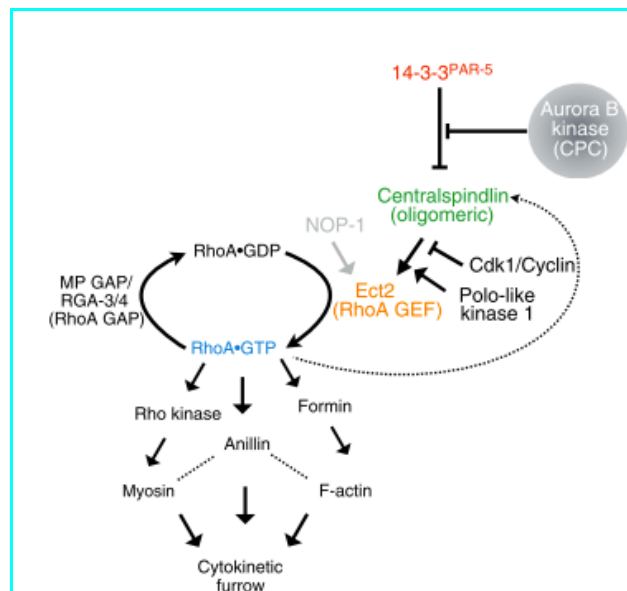 14-3-3PAR-5
Aurora B
kinase
(CPC)
Centralspindlin
(oligomeric)
NOP-1
RhoA•GDP
Cdk1/Cyclin
MP GAP/
RGA-3/4
(RhoA GAP)
Ect2
(RhoA GEF)
Polo-like
kinase 1
RhoA•GTP
Rho kinase
Formin
Anillin
Myosin
F-actin
Cytokinetic
furrow